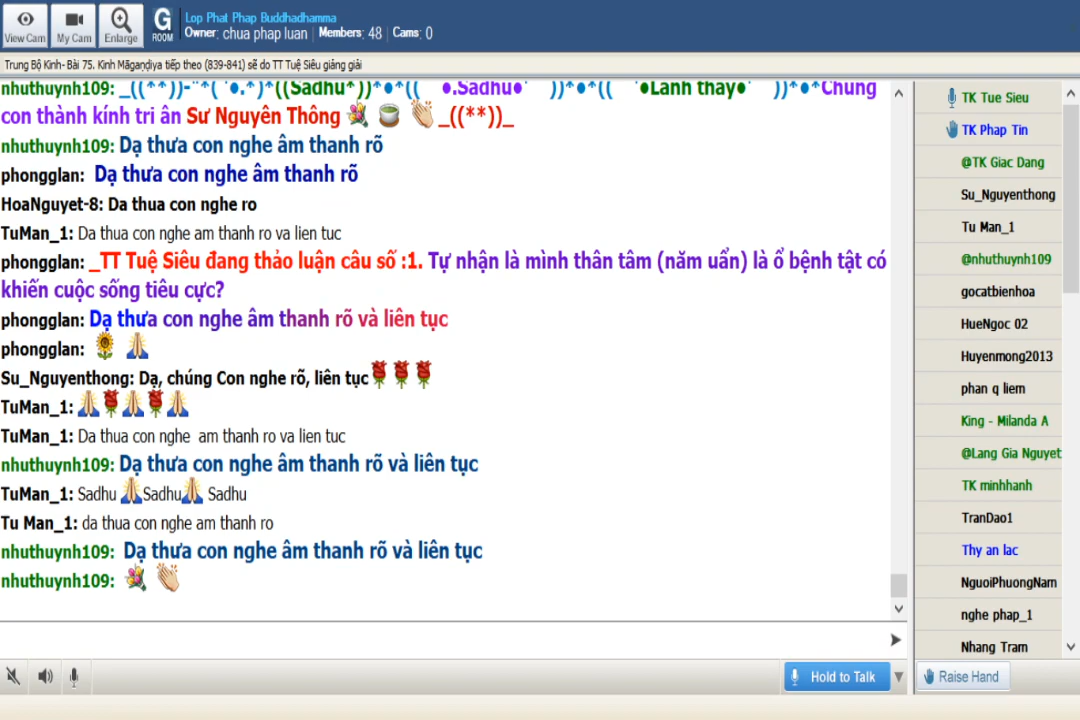 View Cam
My Cam
Enlarge
G
ROOM
Lop Phat Phap Buddhadhamma
Owner: chua phap luan | Members: 48 | Cams: 0
Trung Bộ Kinh- Bài 75. Kinh Māgaṇḍiya tiếp theo (839-841) sẽ do TT Tuệ Siêu giảng giải
nhuthuynh109: _((**))-"*( ´●.*)*((Sadhu*))*●*(( ●.Sadhu● ))*●*(( ●Lành thay● ))*●*Chúng
con thành kính tri ân Sư Nguyên Thông _((**))_
nhuthuynh109: Dạ thưa con nghe âm thanh rõ
phongglan: Dạ thưa con nghe âm thanh rõ
HoaNguyet-8: Da thua con nghe ro
TuMan_1: Da thua con nghe am thanh ro va lien tuc
phongglan: _TT Tuệ Siêu đang thảo luận câu số :1. Tự nhận là mình thân tâm (năm uẩn) là ổ bệnh tật có
khiến cuộc sống tiêu cực?
phongglan: Dạ thưa con nghe âm thanh rõ và liên tục
phongglan:
Su_Nguyenthong: Dạ, chúng Con nghe rõ, liên tục
TuMan_1:
TuMan_1: Da thua con nghe am thanh ro va lien tuc
nhuthuynh109: Dạ thưa con nghe âm thanh rõ và liên tục
TuMan_1: Sadhu Sadhu Sadhu
Tu Man_1: da thua con nghe am thanh ro
nhuthuynh109: Dạ thưa con nghe âm thanh rõ và liên tục
nhuthuynh109:
TK Tue Sieu
TK Phap Tin
@TK Giac Dang
Su_Nguyenthong
Tu Man_1
@nhuthuynh109
gocatbienhoa
HueNgoc 02
Huyenmong2013
phan q liem
King - Milanda A
@Lang Gia Nguyet
TK minhhanh
TranDao1
Thy an lac
NguoiPhuongNam
nghe phap_1
Nhang Tram
Hold to Talk
Raise Hand